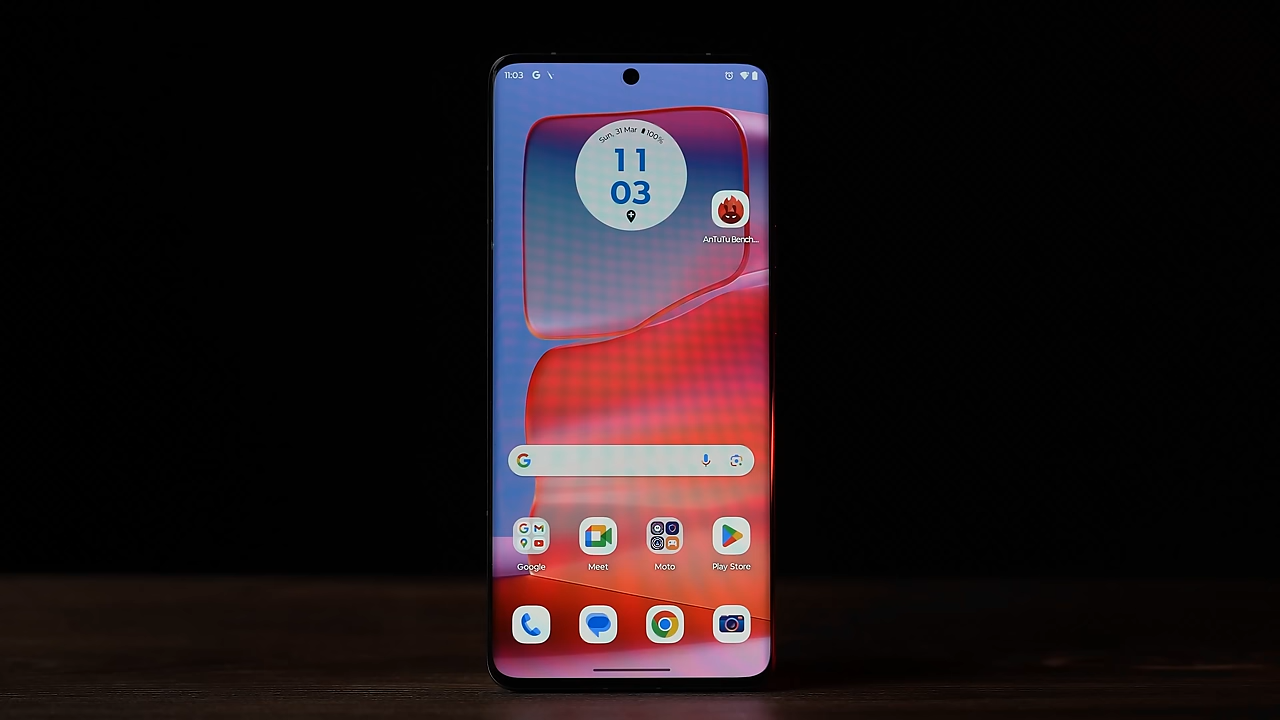 11:03
Sun, 31 Mar 100%
11
03
AnTuTu Bench...
Google Meet Moto Play Store